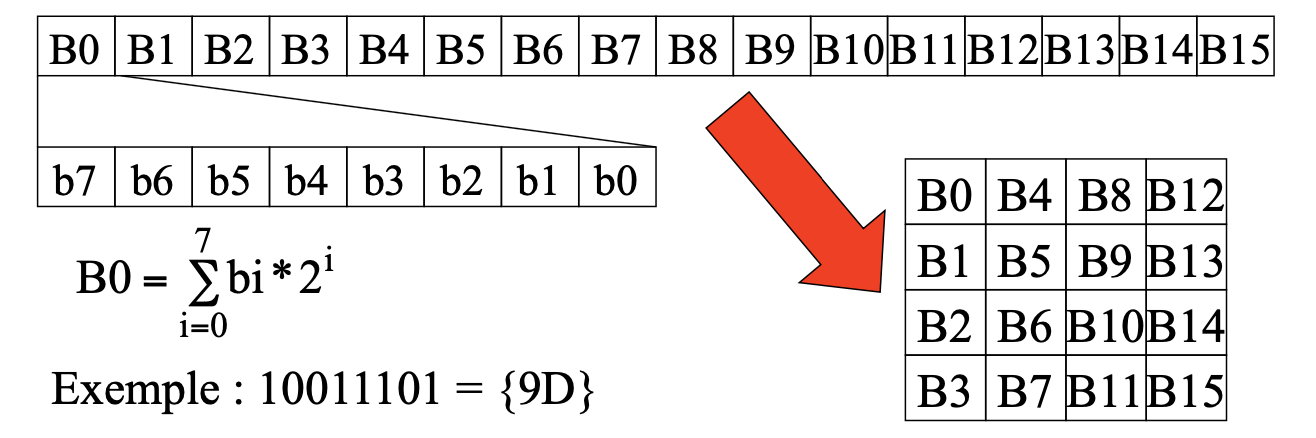 B0 B1 B2 B3 B4 B5 B6 B7 B8 B9 B10 B11 B12 B13 B14 B15
b7 b6 b5 b4 b3 b2 b1 b0
7
B0 = ∑ bi * 2^i
i=0
Exemple : 10011101 = {9D}
B0 B4 B8 B12
B1 B5 B9 B13
B2 B6 B10 B14
B3 B7 B11 B15